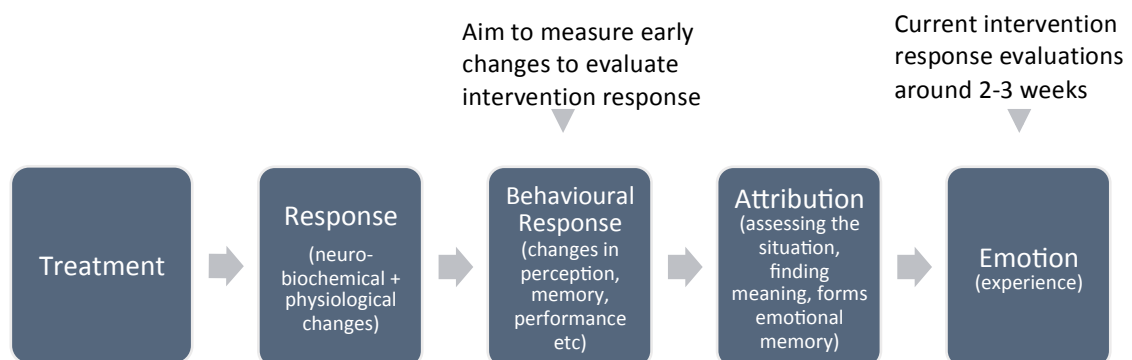 Aim to measure early
changes to evaluate
intervention response
Current intervention
response evaluations
around 2-3 weeks
Treatment
Response
(neuro-
biochemical +
physiological
changes)
Behavioural
Response
(changes in
perception,
memory,
performance
etc)
Attribution
(assessing the
situation,
finding
meaning, forms
emotional
memory)
Emotion
(experience)